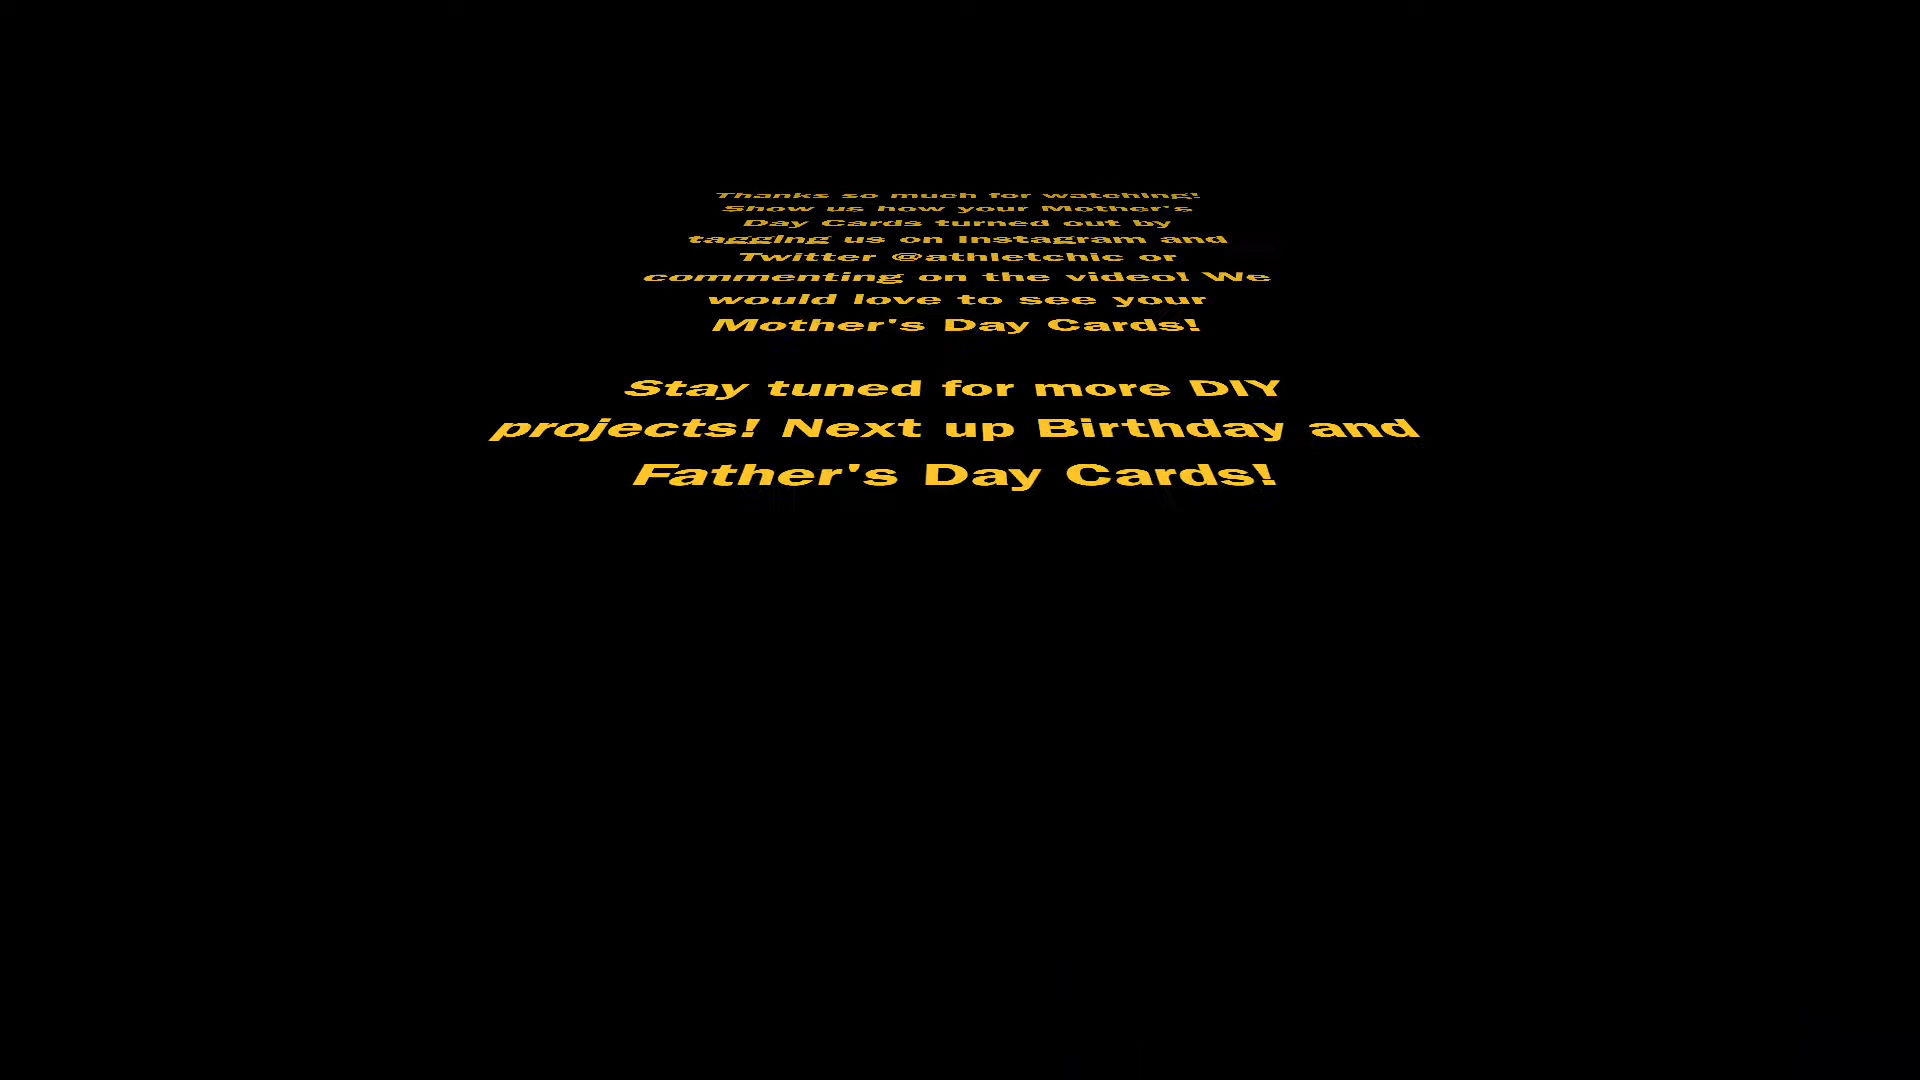 Thanks so much for watching!
Show us how your Mother's
Day Cards turned out by
tagging us on Instagram and
Twitter @athletchic or
commenting on the video! We
would love to see your
Mother's Day Cards!
Stay tuned for more DIY
projects! Next up Birthday and
Father's Day Cards!